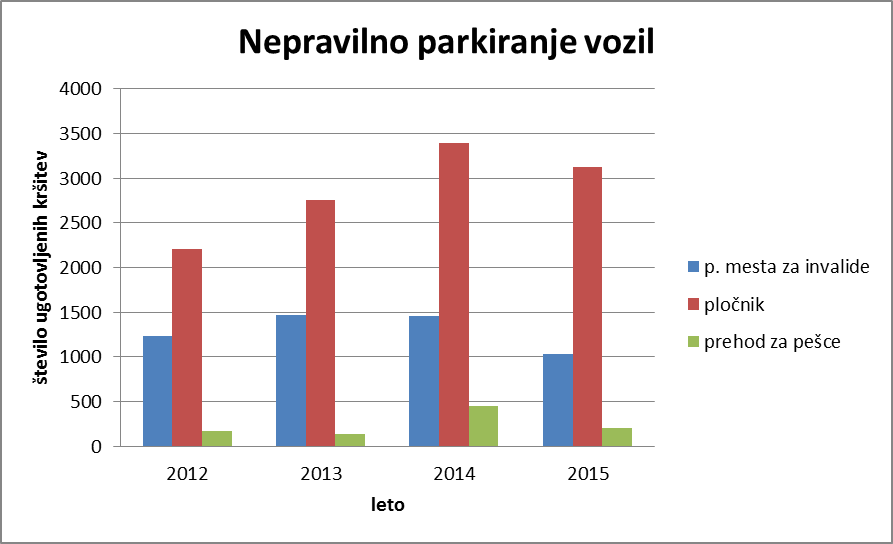 Nepravilno parkiranje vozil
število ugotovljenih kršitev
4000
3500
3000
2500
2000
1500
1000
500
0
2012 2013 2014 2015
leto
p. mesta za invalide
pločnik
prehod za pešce